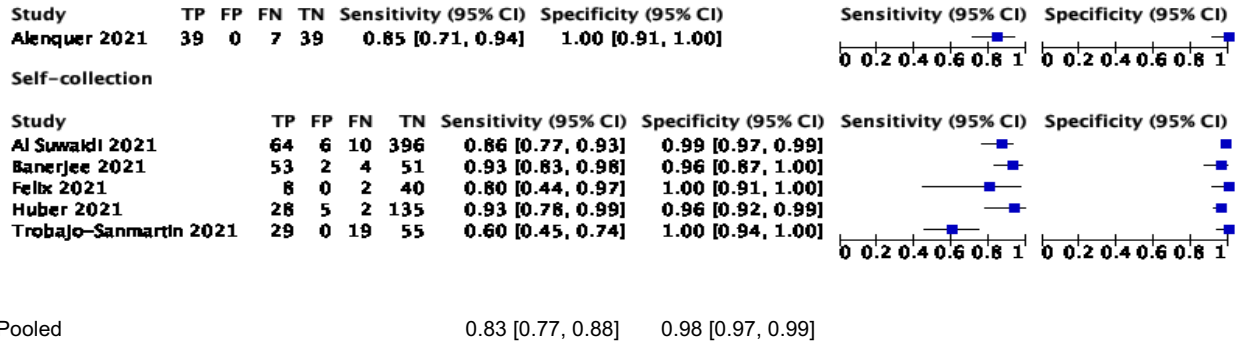 Study TP FP FN TN Sensitivity (95% CI) Specificity (95% CI) Sensitivity (95% CI) Specificity (95% CI)
Alenquer 2021 39 0 7 39 0.85 [0.71, 0.94] 1.00 [0.91, 1.00]
0 0.2 0.4 0.6 0.8 1 0 0.2 0.4 0.6 0.8 1
Self-collection
Study TP FP FN TN Sensitivity (95% CI) Specificity (95% CI) Sensitivity (95% CI) Specificity (95% CI)
Al Suwaidi 2021 64 6 10 396 0.86 [0.77, 0.93] 0.99 [0.97, 0.99]
Banerjee 2021 53 2 4 51 0.93 [0.83, 0.98] 0.96 [0.87, 1.00]
Felix 2021 8 0 2 40 0.80 [0.44, 0.97] 1.00 [0.91, 1.00]
Huber 2021 28 5 2 135 0.93 [0.78, 0.99] 0.96 [0.92, 0.99]
Trobajo-Sanmartín 2021 29 0 19 55 0.60 [0.45, 0.74] 1.00 [0.94, 1.00]
0 0.2 0.4 0.6 0.8 1 0 0.2 0.4 0.6 0.8 1
Pooled 0.83 [0.77, 0.88] 0.98 [0.97, 0.99]